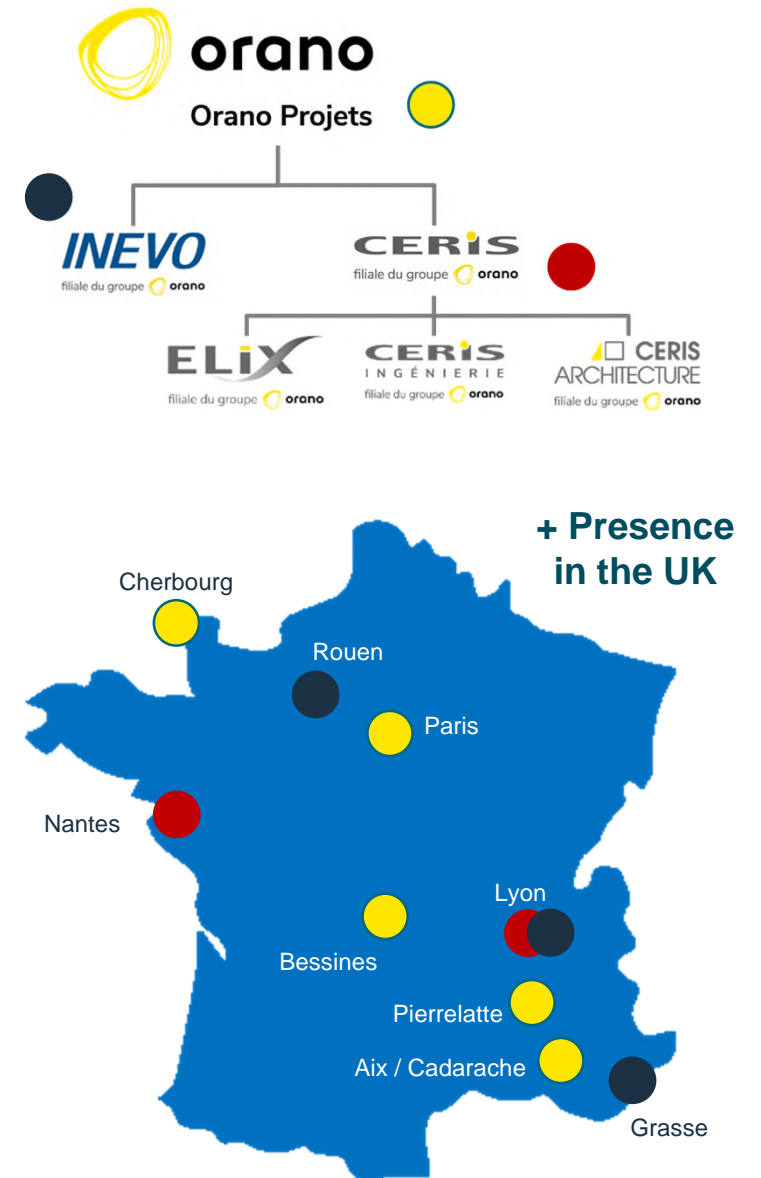 orano
Orano Projets
INEVO
filiale du groupe orano
CERiS
filiale du groupe orano
ELiX
filiale du groupe orano
CERiS
INGÉNIERIE
filiale du groupe orano
CERIS
ARCHITECTURE
filiale du groupe orano
+ Presence
in the UK
Cherbourg
Rouen
Paris
Nantes
Lyon
Bessines
Pierrelatte
Aix / Cadarache
Grasse